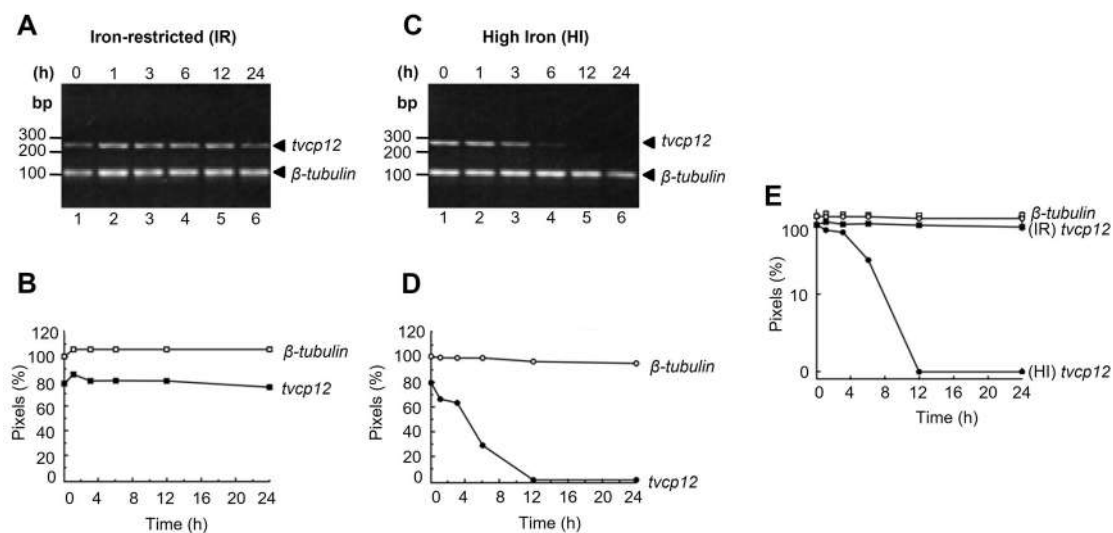 A
Iron-restricted (IR)
(h) 0 1 3 6 12 24
bp
300
200
100
tvcp12
β-tubulin
1 2 3 4 5 6
C
High Iron (HI)
(h) 0 1 3 6 12 24
bp
300
200
100
tvcp12
β-tubulin
1 2 3 4 5 6
B
120
100
80
60
40
20
0
Pixels (%)
β-tubulin
tvcp12
0 4 8 12 16 20 24
Time (h)
D
120
100
80
60
40
20
0
Pixels (%)
β-tubulin
tvcp12
0 4 8 12 16 20 24
Time (h)
E
100
10
0
Pixels (%)
β-tubulin
(IR) tvcp12
(HI) tvcp12
0 4 8 12 16 20 24
Time (h)